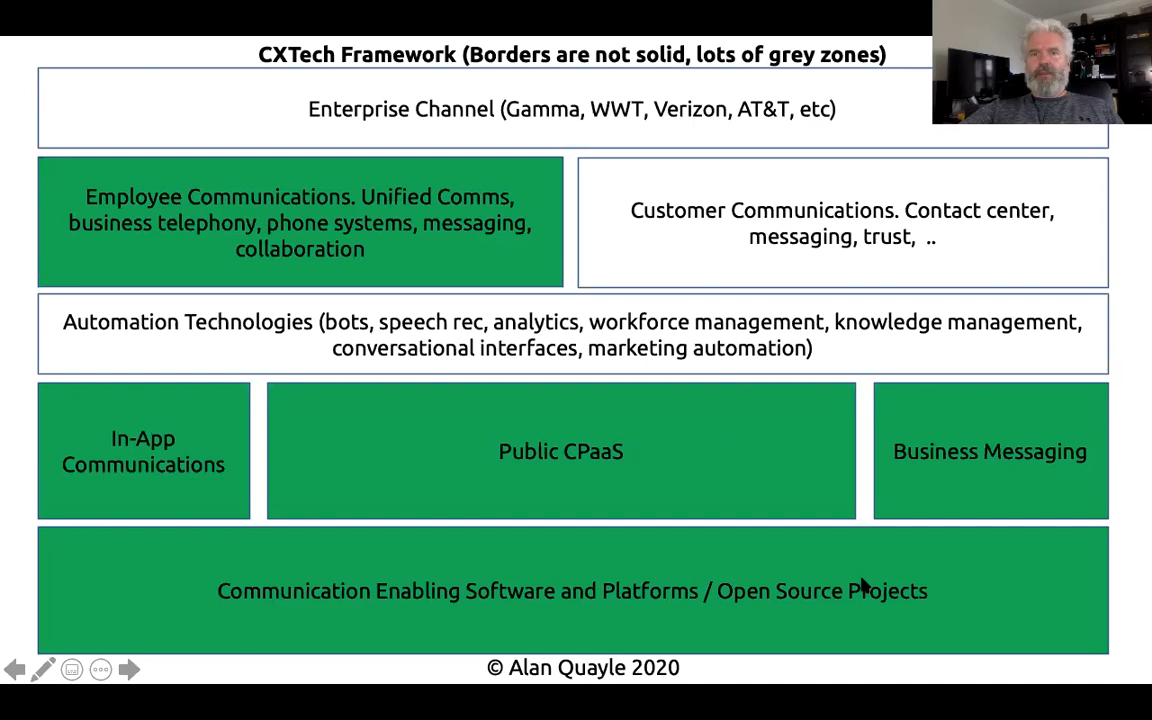 CXTech Framework (Borders are not solid, lots of grey zones)
Enterprise Channel (Gamma, WWT, Verizon, AT&T, etc)
Employee Communications. Unified Comms,
business telephony, phone systems, messaging,
collaboration
Customer Communications. Contact center,
messaging, trust,  ..
Automation Technologies (bots, speech rec, analytics, workforce management, knowledge management,
conversational interfaces, marketing automation)
In-App
Communications
Public CPaaS
Business Messaging
Communication Enabling Software and Platforms / Open Source Projects
© Alan Quayle 2020